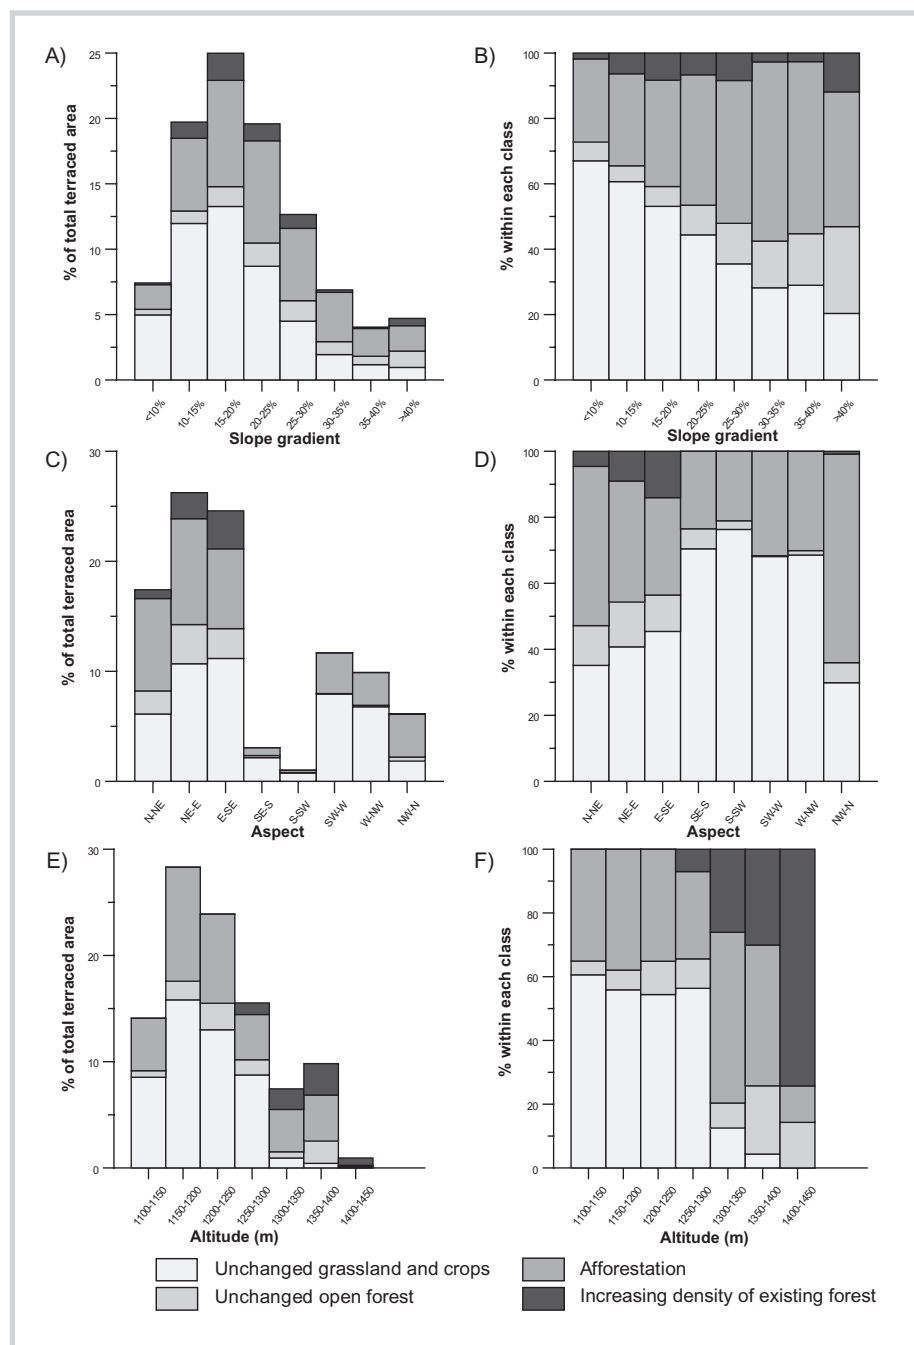 A)
25
20
15
10
5
0
% of total terraced area
<10%
10-15%
15-20%
20-25%
25-30%
30-35%
35-40%
>40%
Slope gradient
B)
100
80
60
40
20
0
% within each class
<10%
10-15%
15-20%
20-25%
25-30%
30-35%
35-40%
>40%
Slope gradient
C)
30
20
10
0
% of total terraced area
N-NE
NE-E
E-SE
SE-S
S-SW
SW-W
W-NW
NW-N
Aspect
D)
100
80
60
40
20
0
% within each class
N-NE
NE-E
E-SE
SE-S
S-SW
SW-W
W-NW
NW-N
Aspect
E)
30
20
10
0
% of total terraced area
1100-1150
1150-1200
1200-1250
1250-1300
1300-1350
1350-1400
1400-1450
Altitude (m)
F)
100
80
60
40
20
0
% within each class
1100-1150
1150-1200
1200-1250
1250-1300
1300-1350
1350-1400
1400-1450
Altitude (m)
Unchanged grassland and crops
Afforestation
Unchanged open forest
Increasing density of existing forest